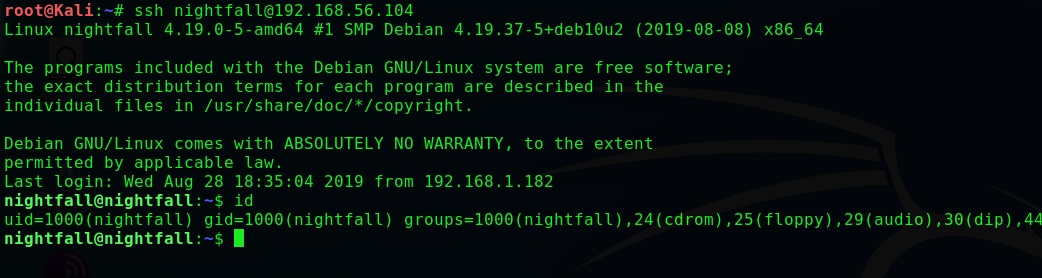 root@Kali:~# ssh nightfall@192.168.56.104
Linux nightfall 4.19.0-5-amd64 #1 SMP Debian 4.19.37-5+deb10u2 (2019-08-08) x86_64
The programs included with the Debian GNU/Linux system are free software;
the exact distribution terms for each program are described in the
individual files in /usr/share/doc/*/copyright.
Debian GNU/Linux comes with ABSOLUTELY NO WARRANTY, to the extent
permitted by applicable law.
Last login: Wed Aug 28 18:35:04 2019 from 192.168.1.182
nightfall@nightfall:~$ id
uid=1000(nightfall) gid=1000(nightfall) groups=1000(nightfall),24(cdrom),25(floppy),29(audio),30(dip),44
nightfall@nightfall:~$